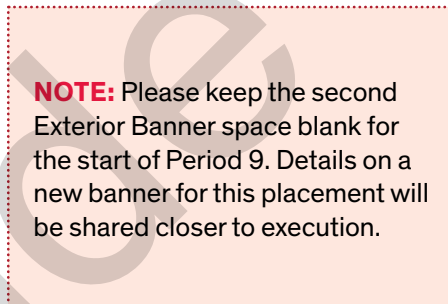 NOTE: Please keep the second
Exterior Banner space blank for
the start of Period 9. Details on a
new banner for this placement will
be shared closer to execution.